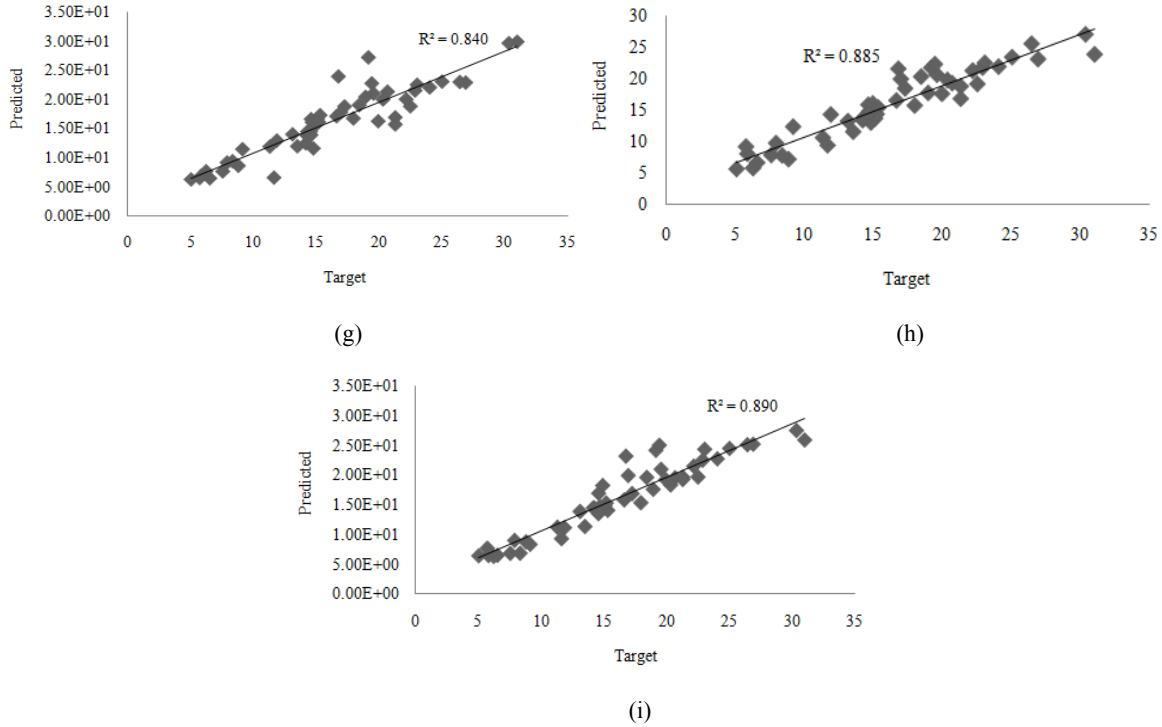 3.50E+01
3.00E+01
2.50E+01
2.00E+01
1.50E+01
1.00E+01
5.00E+00
0.00E+00
Predicted
R² = 0.840
0 5 10 15 20 25 30 35
Target
(g)
30
25
20
15
10
5
0
Predicted
R² = 0.885
0 5 10 15 20 25 30 35
Target
(h)
3.50E+01
3.00E+01
2.50E+01
2.00E+01
1.50E+01
1.00E+01
5.00E+00
0.00E+00
Predicted
R² = 0.890
0 5 10 15 20 25 30 35
Target
(i)